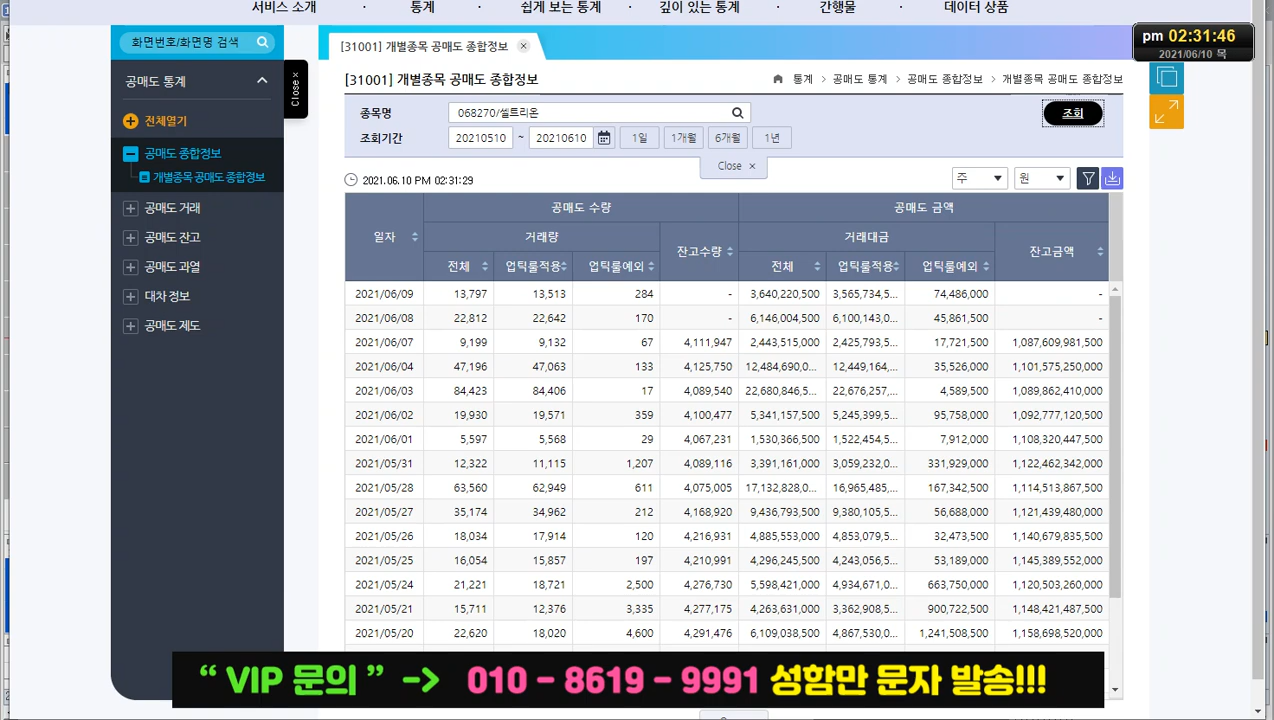 서비스 소개 · 통계 · 쉽게 보는 통계 · 깊이 있는 통계 · 간행물 · 데이터 상품
pm 02:31:46
2021/06/10 목
화면번호/화면명 검색
[31001] 개별종목 공매도 종합정보 ×
공매도 통계
전체열기
공매도 종합정보
개별종목 공매도 종합정보
공매도 거래
공매도 잔고
공매도 과열
대차 정보
공매도 제도
Close ×
[31001] 개별종목 공매도 종합정보
통계 > 공매도 통계 > 공매도 종합정보 > 개별종목 공매도 종합정보
종목명 068270/셀트리온 조회
조회기간 20210510 ~ 20210610 1일 1개월 6개월 1년
Close ×
2021.06.10 PM 02:31:29 주 원
공매도 수량 공매도 금액
일자 거래량 잔고수량 거래대금 잔고금액
전체 업틱룰적용 업틱룰예외 전체 업틱룰적용 업틱룰예외
2021/06/09 13,797 13,513 284 - 3,640,220,500 3,565,734,5... 74,486,000 -
2021/06/08 22,812 22,642 170 - 6,146,004,500 6,100,143,0... 45,861,500 -
2021/06/07 9,199 9,132 67 4,111,947 2,443,515,000 2,425,793,5... 17,721,500 1,087,609,981,500
2021/06/04 47,196 47,063 133 4,125,750 12,484,690,0... 12,449,164,... 35,526,000 1,101,575,250,000
2021/06/03 84,423 84,406 17 4,089,540 22,680,846,5... 22,676,257,... 4,589,500 1,089,862,410,000
2021/06/02 19,930 19,571 359 4,100,477 5,341,157,500 5,245,399,5... 95,758,000 1,092,777,120,500
2021/06/01 5,597 5,568 29 4,067,231 1,530,366,500 1,522,454,5... 7,912,000 1,108,320,447,500
2021/05/31 12,322 11,115 1,207 4,089,116 3,391,161,000 3,059,232,0... 331,929,000 1,122,462,342,000
2021/05/28 63,560 62,949 611 4,075,005 17,132,828,0... 16,965,485,... 167,342,500 1,114,513,867,500
2021/05/27 35,174 34,962 212 4,168,920 9,436,793,500 9,380,105,5... 56,688,000 1,121,439,480,000
2021/05/26 18,034 17,914 120 4,216,931 4,885,553,000 4,853,079,5... 32,473,500 1,140,679,835,500
2021/05/25 16,054 15,857 197 4,210,991 4,296,245,500 4,243,056,5... 53,189,000 1,145,389,552,000
2021/05/24 21,221 18,721 2,500 4,276,730 5,598,421,000 4,934,671,0... 663,750,000 1,120,503,260,000
2021/05/21 15,711 12,376 3,335 4,277,175 4,263,631,000 3,362,908,5... 900,722,500 1,148,421,487,500
2021/05/20 22,620 18,020 4,600 4,291,476 6,109,038,500 4,867,530,0... 1,241,508,500 1,158,698,520,000
“ VIP 문의 ” -> 010 - 8619 - 9991 성함만 문자 발송!!!